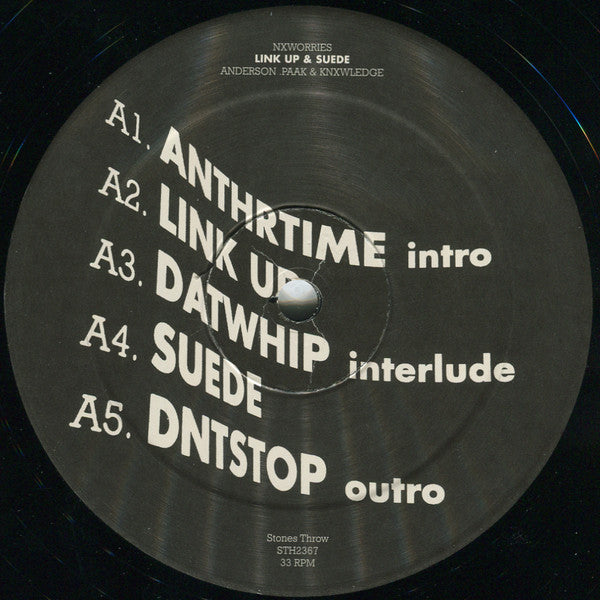 NXWORRIES
LINK UP & SUEDE
ANDERSON .PAAK & KNXWLEDGE
A1. ANTHRTIME intro
A2. LINK UP
A3. DATWHIP interlude
A4. SUEDE
A5. DNTSTOP outro
Stones Throw
STH2367
33 RPM